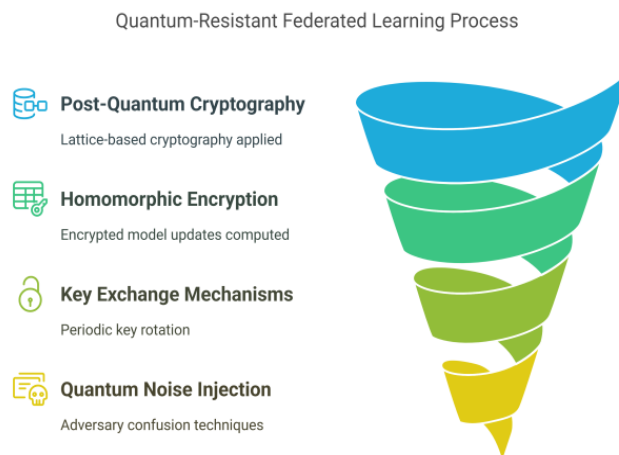 Quantum-Resistant Federated Learning Process
Post-Quantum Cryptography
Lattice-based cryptography applied
Homomorphic Encryption
Encrypted model updates computed
Key Exchange Mechanisms
Periodic key rotation
Quantum Noise Injection
Adversary confusion techniques